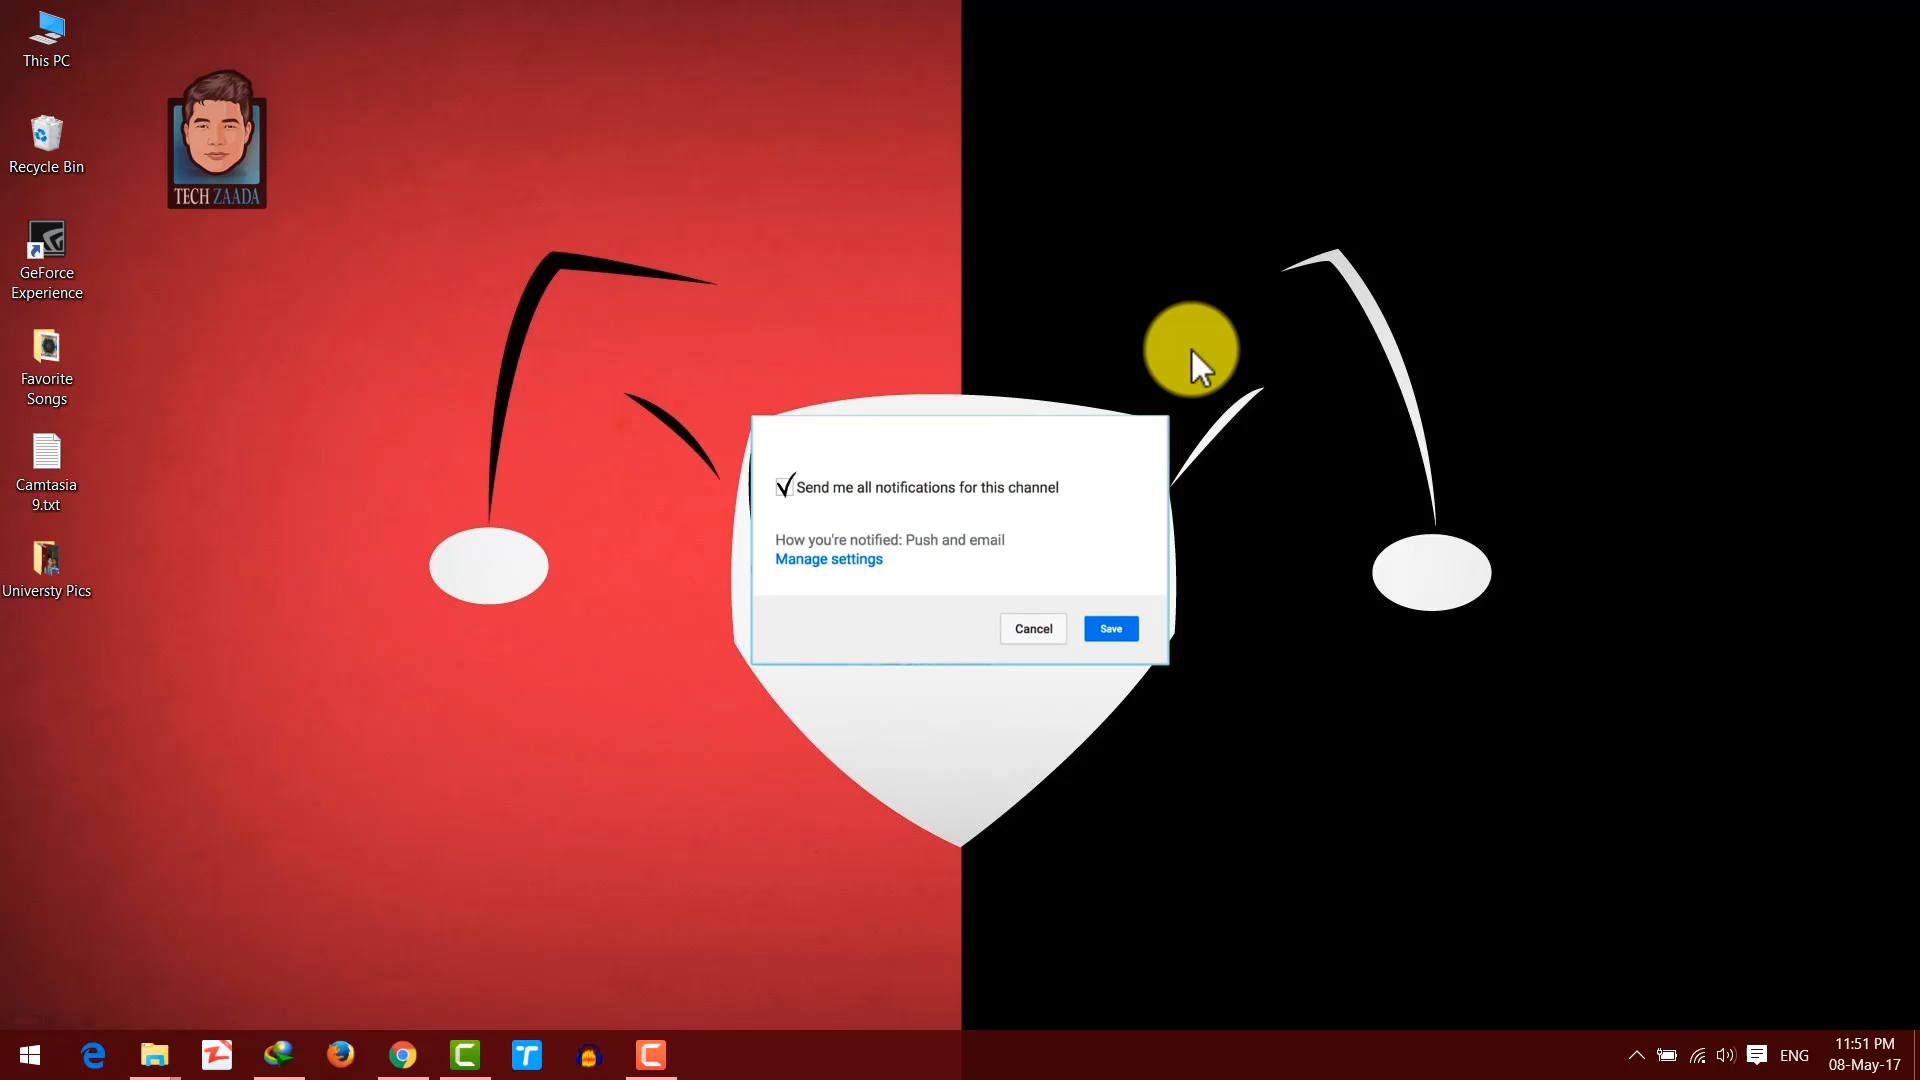 This PC
Recycle Bin
GeForce
Experience
Favorite
Songs
Camtasia
9.txt
Universty Pics
TECH ZAADA
Send me all notifications for this channel
How you're notified: Push and email
Manage settings
Cancel
Save
ENG
11:51 PM
08-May-17